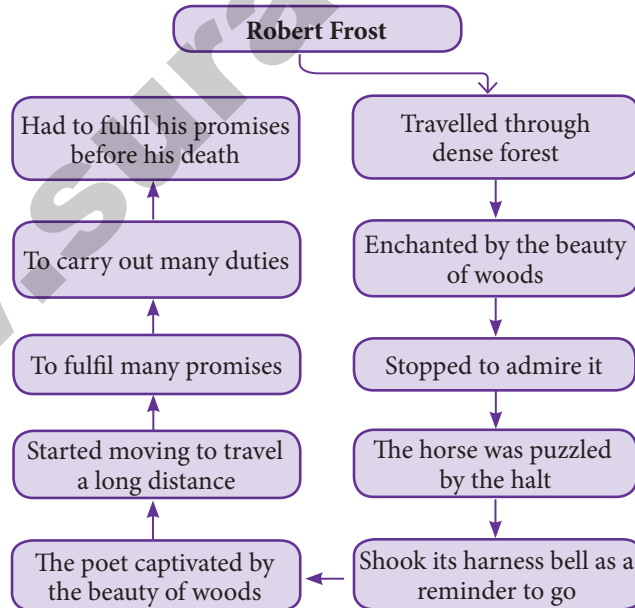 Robert Frost
Travelled through
dense forest
Enchanted by the beauty
of woods
Stopped to admire it
The horse was puzzled
by the halt
Shook its harness bell as a
reminder to go
The poet captivated by
the beauty of woods
Started moving to travel
a long distance
To fulfil many promises
To carry out many duties
Had to fulfil his promises
before his death